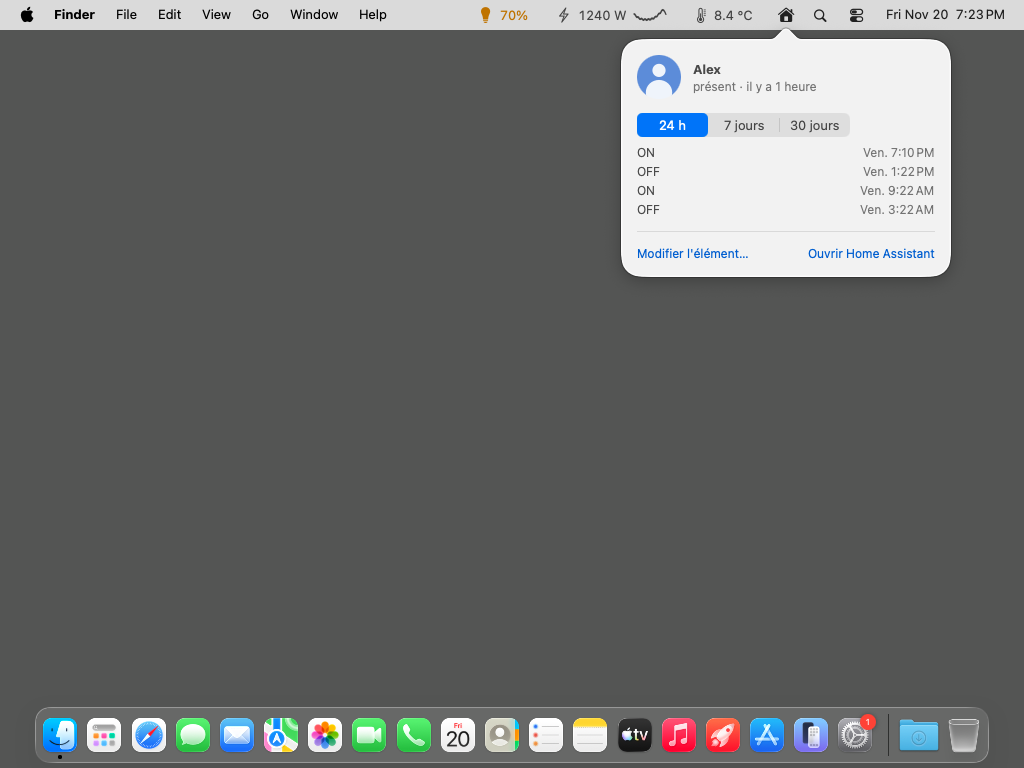 Finder File Edit View Go Window Help 70% 1240 W 8.4 °C Fri Nov 20 7:23 PM
Alex
présent · il y a 1 heure
24 h 7 jours 30 jours
ON Ven. 7:10 PM
OFF Ven. 1:22 PM
ON Ven. 9:22 AM
OFF Ven. 3:22 AM
Modifier l'élément... Ouvrir Home Assistant
Fri
20
tv
1